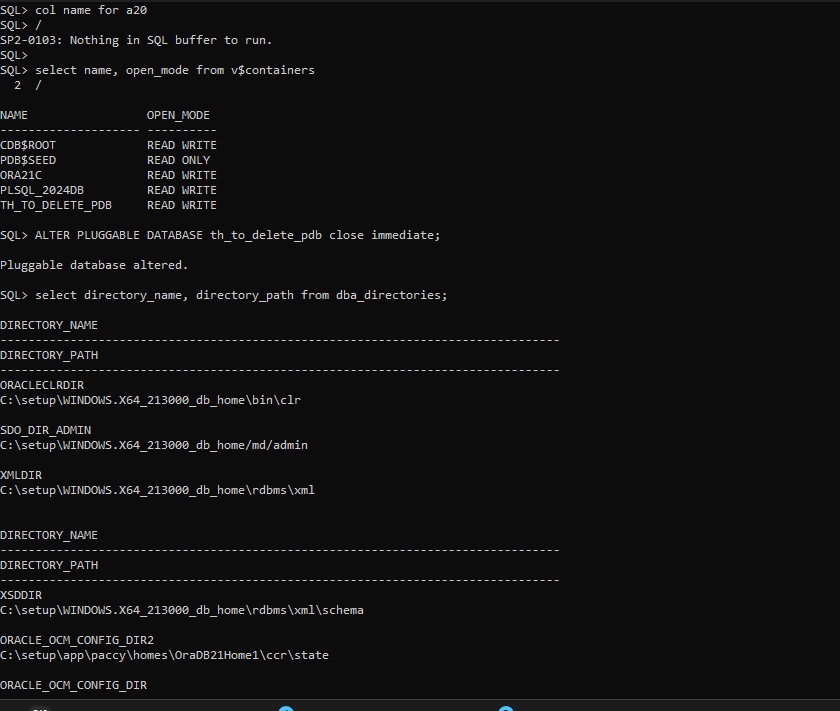 SQL> col name for a20
SQL> /
SP2-0103: Nothing in SQL buffer to run.
SQL>
SQL> select name, open_mode from v$containers
  2  /
NAME                 OPEN_MODE
-------------------- ----------
CDB$ROOT             READ WRITE
PDB$SEED             READ ONLY
ORA21C               READ WRITE
PLSQL_2024DB         READ WRITE
TH_TO_DELETE_PDB     READ WRITE
SQL> ALTER PLUGGABLE DATABASE th_to_delete_pdb close immediate;
Pluggable database altered.
SQL> select directory_name, directory_path from dba_directories;
DIRECTORY_NAME
--------------------------------------------------------------------------------
DIRECTORY_PATH
--------------------------------------------------------------------------------
ORACLECLRDIR
C:\setup\WINDOWS.X64_213000_db_home\bin\clr
SDO_DIR_ADMIN
C:\setup\WINDOWS.X64_213000_db_home/md/admin
XMLDIR
C:\setup\WINDOWS.X64_213000_db_home\rdbms\xml
DIRECTORY_NAME
--------------------------------------------------------------------------------
DIRECTORY_PATH
--------------------------------------------------------------------------------
XSDDIR
C:\setup\WINDOWS.X64_213000_db_home\rdbms\xml\schema
ORACLE_OCM_CONFIG_DIR2
C:\setup\app\paccy\homes\OraDB21Home1\ccr\state
ORACLE_OCM_CONFIG_DIR